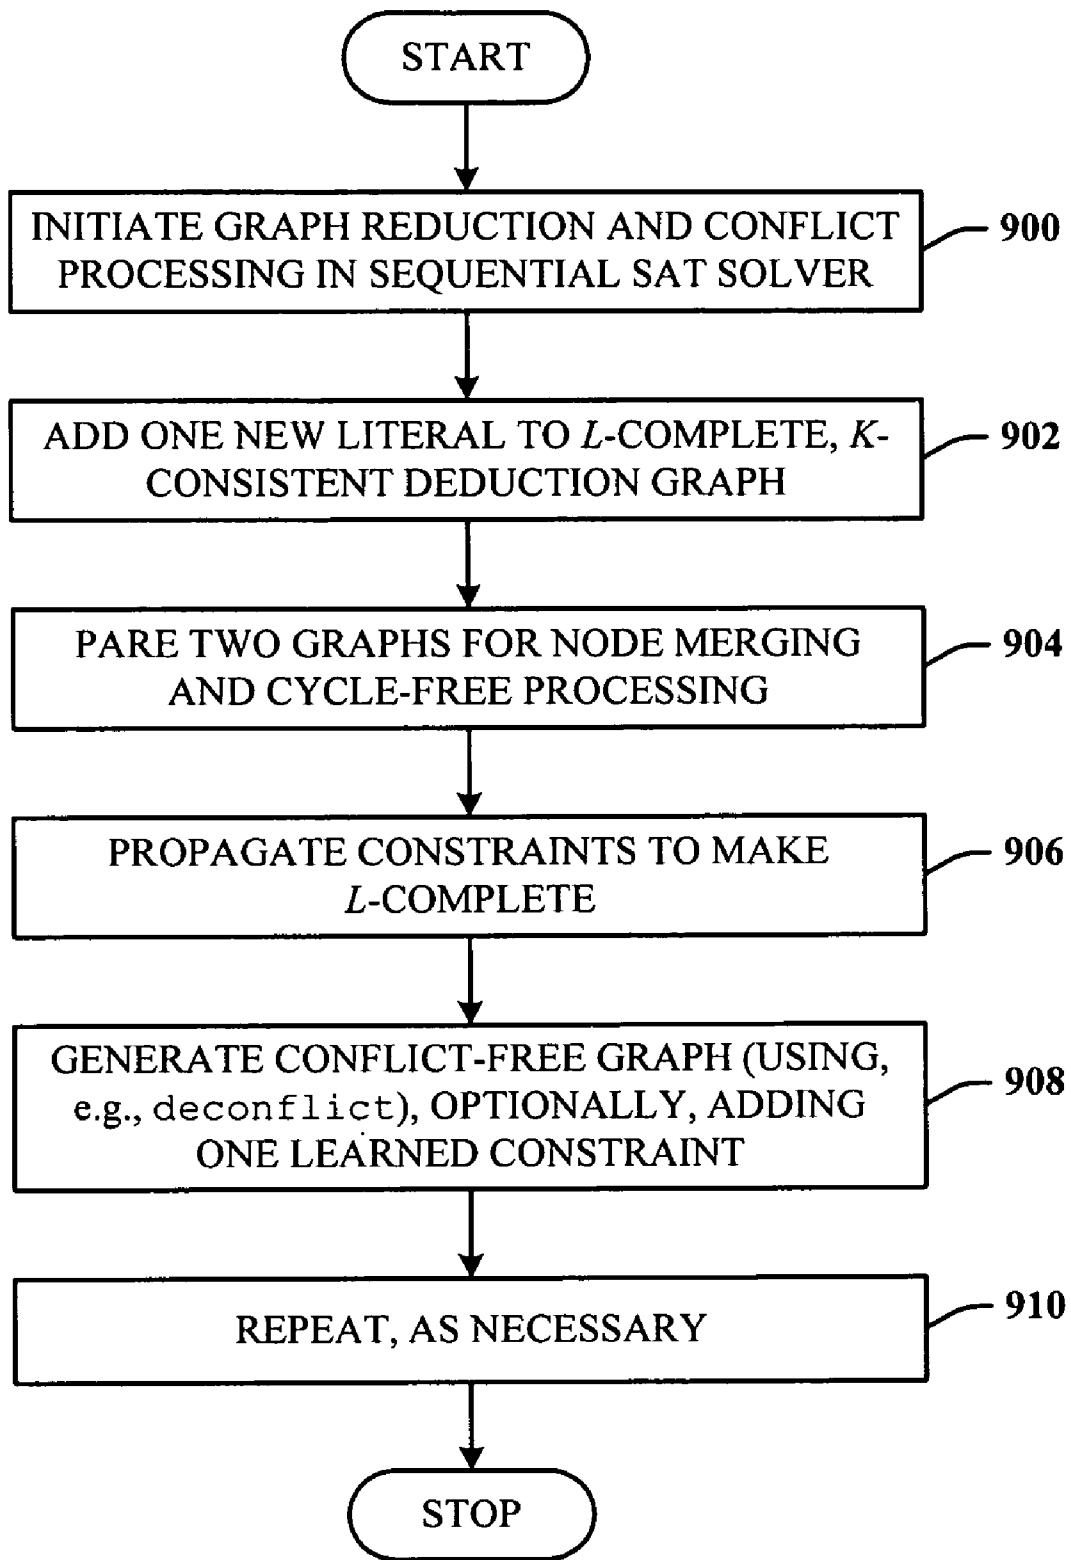 START
INITIATE GRAPH REDUCTION AND CONFLICT
PROCESSING IN SEQUENTIAL SAT SOLVER
900
ADD ONE NEW LITERAL TO L-COMPLETE, K-
CONSISTENT DEDUCTION GRAPH
902
PARE TWO GRAPHS FOR NODE MERGING
AND CYCLE-FREE PROCESSING
904
PROPAGATE CONSTRAINTS TO MAKE
L-COMPLETE
906
GENERATE CONFLICT-FREE GRAPH (USING,
e.g., deconflict), OPTIONALLY, ADDING
ONE LEARNED CONSTRAINT
908
REPEAT, AS NECESSARY
910
STOP